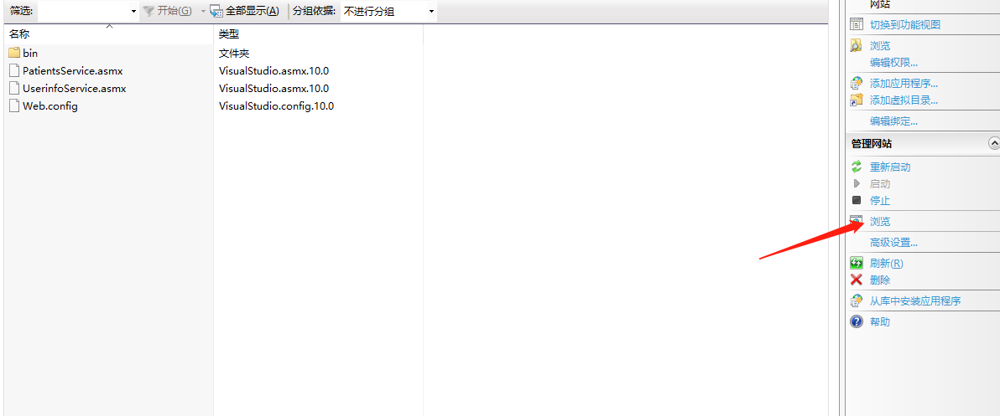 筛选: 开始(G) 全部显示(A) 分组依据: 不进行分组
名称 类型
bin 文件夹
PatientsService.asmx VisualStudio.asmx.10.0
UserinfoService.asmx VisualStudio.asmx.10.0
Web.config VisualStudio.config.10.0
网站
切换到功能视图
浏览
编辑权限...
添加应用程序...
添加虚拟目录...
编辑绑定...
管理网站
重新启动
启动
停止
浏览
高级设置...
刷新(R)
删除
从库中安装应用程序
帮助